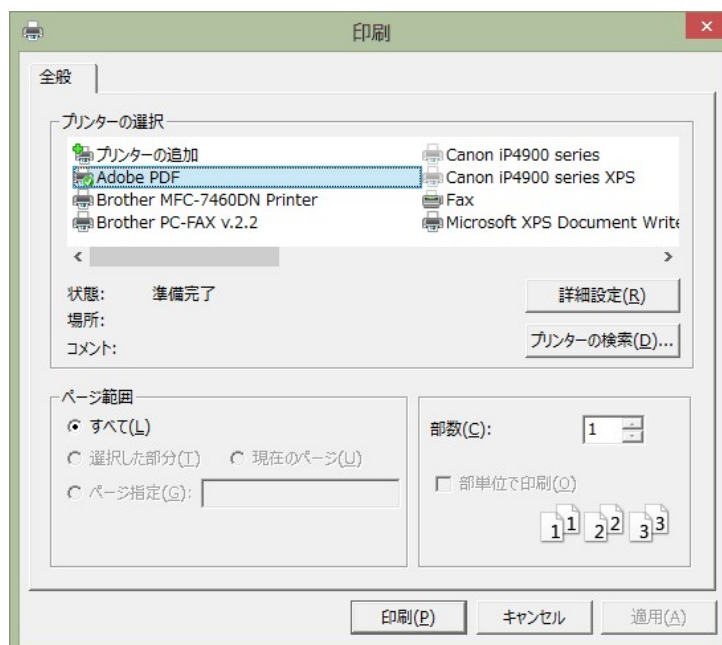 印刷
全般
プリンターの選択
プリンターの追加
Adobe PDF
Brother MFC-7460DN Printer
Brother PC-FAX v.2.2
Canon iP4900 series
Canon iP4900 series XPS
Fax
Microsoft XPS Document Write
状態: 準備完了
場所:
コメント:
詳細設定(R)
プリンターの検索(D)...
ページ範囲
すべて(L)
選択した部分(T) 現在のページ(U)
ページ指定(G):
部数(C): 1
部単位で印刷(O)
1 1 2 2 3 3
印刷(P) キャンセル 適用(A)